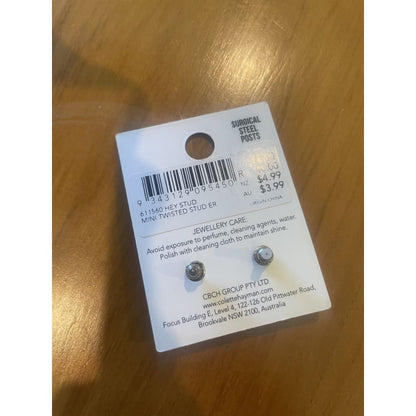 SURGICAL
STEEL
POSTS
9 343129 095450
611560 HEY STUD
MINI TWISTED STUD ER
R
NZ $4.99
AU $3.99
JEWELLERY CARE
Avoid exposure to perfume, cleaning agents, water.
Polish with cleaning cloth to maintain shine.
CBCH GROUP PTY LTD.
www.colettehayman.com
Focus Building E, Level 4, 122-126 Old Pittwater Road,
Brookvale NSW 2100, Australia